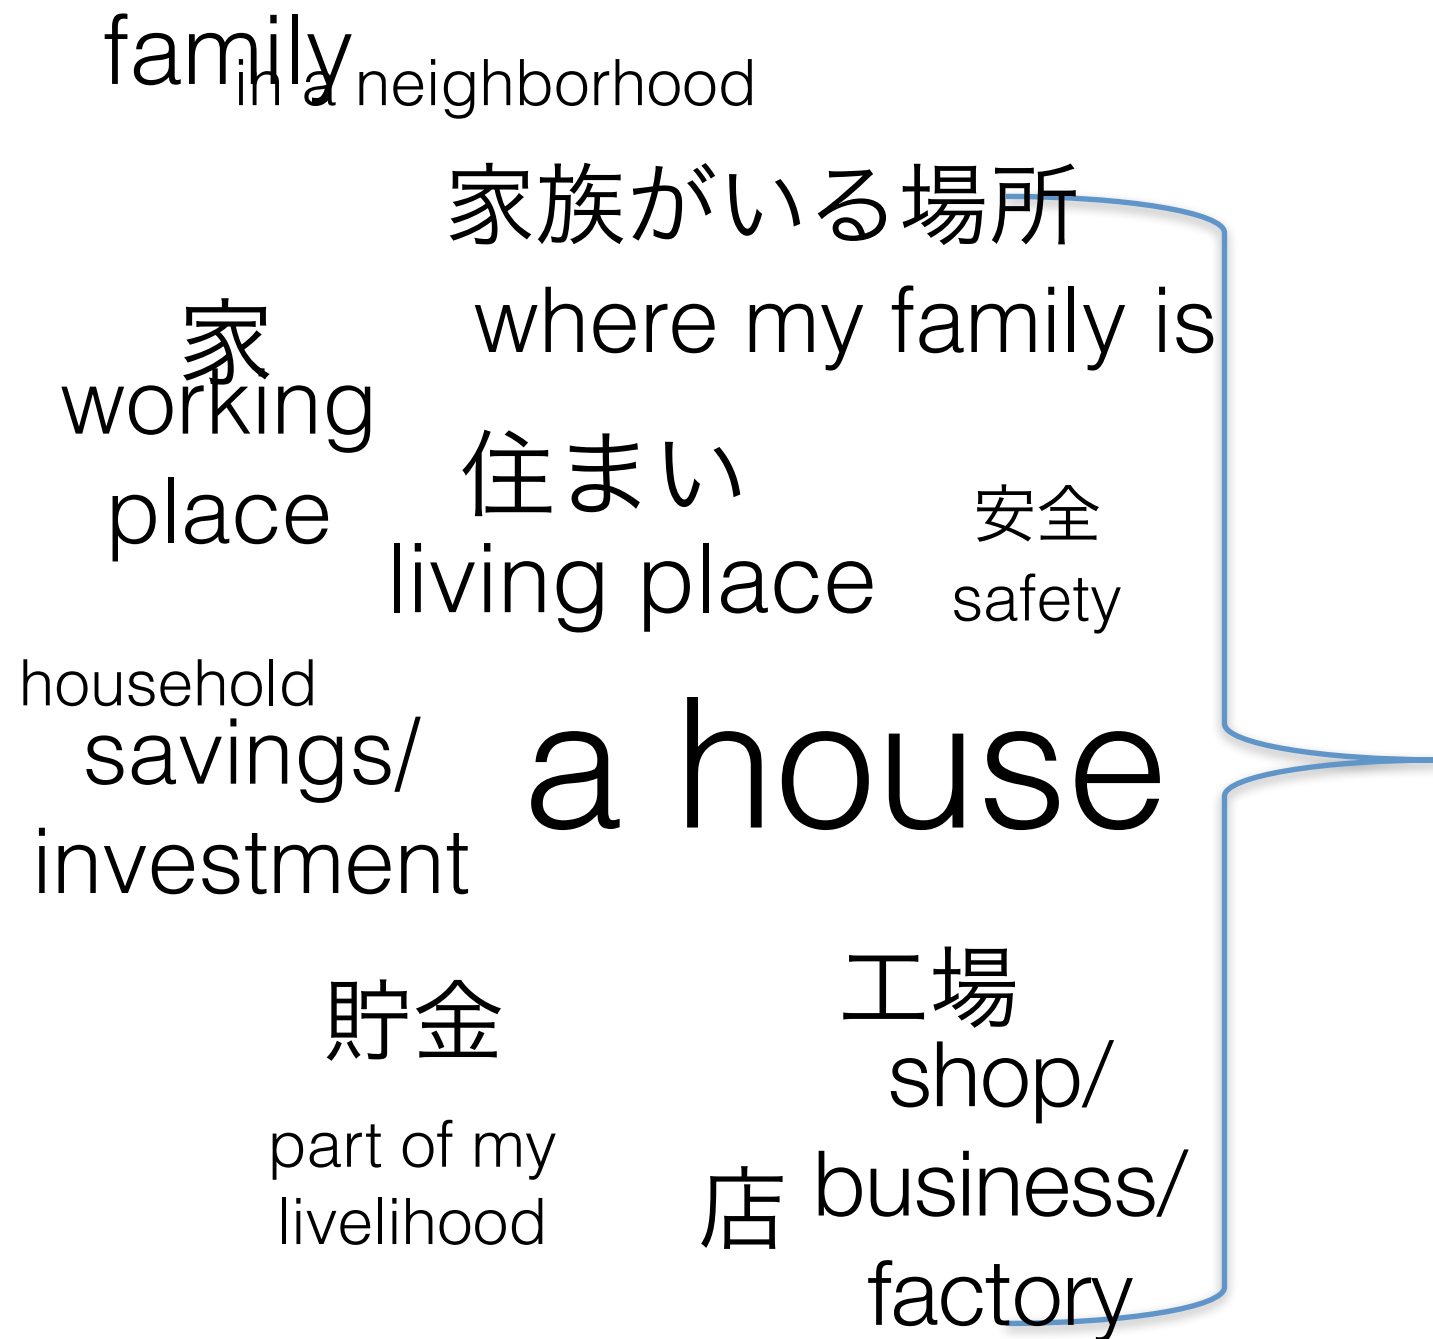 family
in a neighborhood
家族がいる場所
where my family is
家
working
place
住まい
living place
安全
safety
household
savings/
investment
a house
貯金
工場
shop/
business/
factory
part of my
livelihood
店